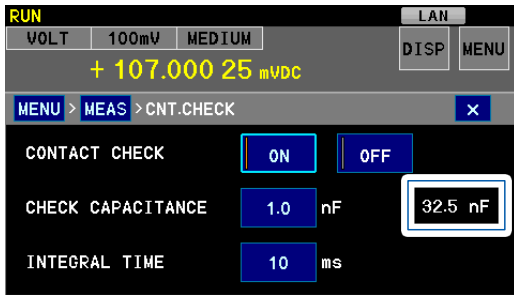 RUN LAN
VOLT 100mV MEDIUM DISP MENU
+ 107.000 25 mVDC
MENU > MEAS > CNT.CHECK ×
CONTACT CHECK ON OFF
CHECK CAPACITANCE 1.0 nF 32.5 nF
INTEGRAL TIME 10 ms